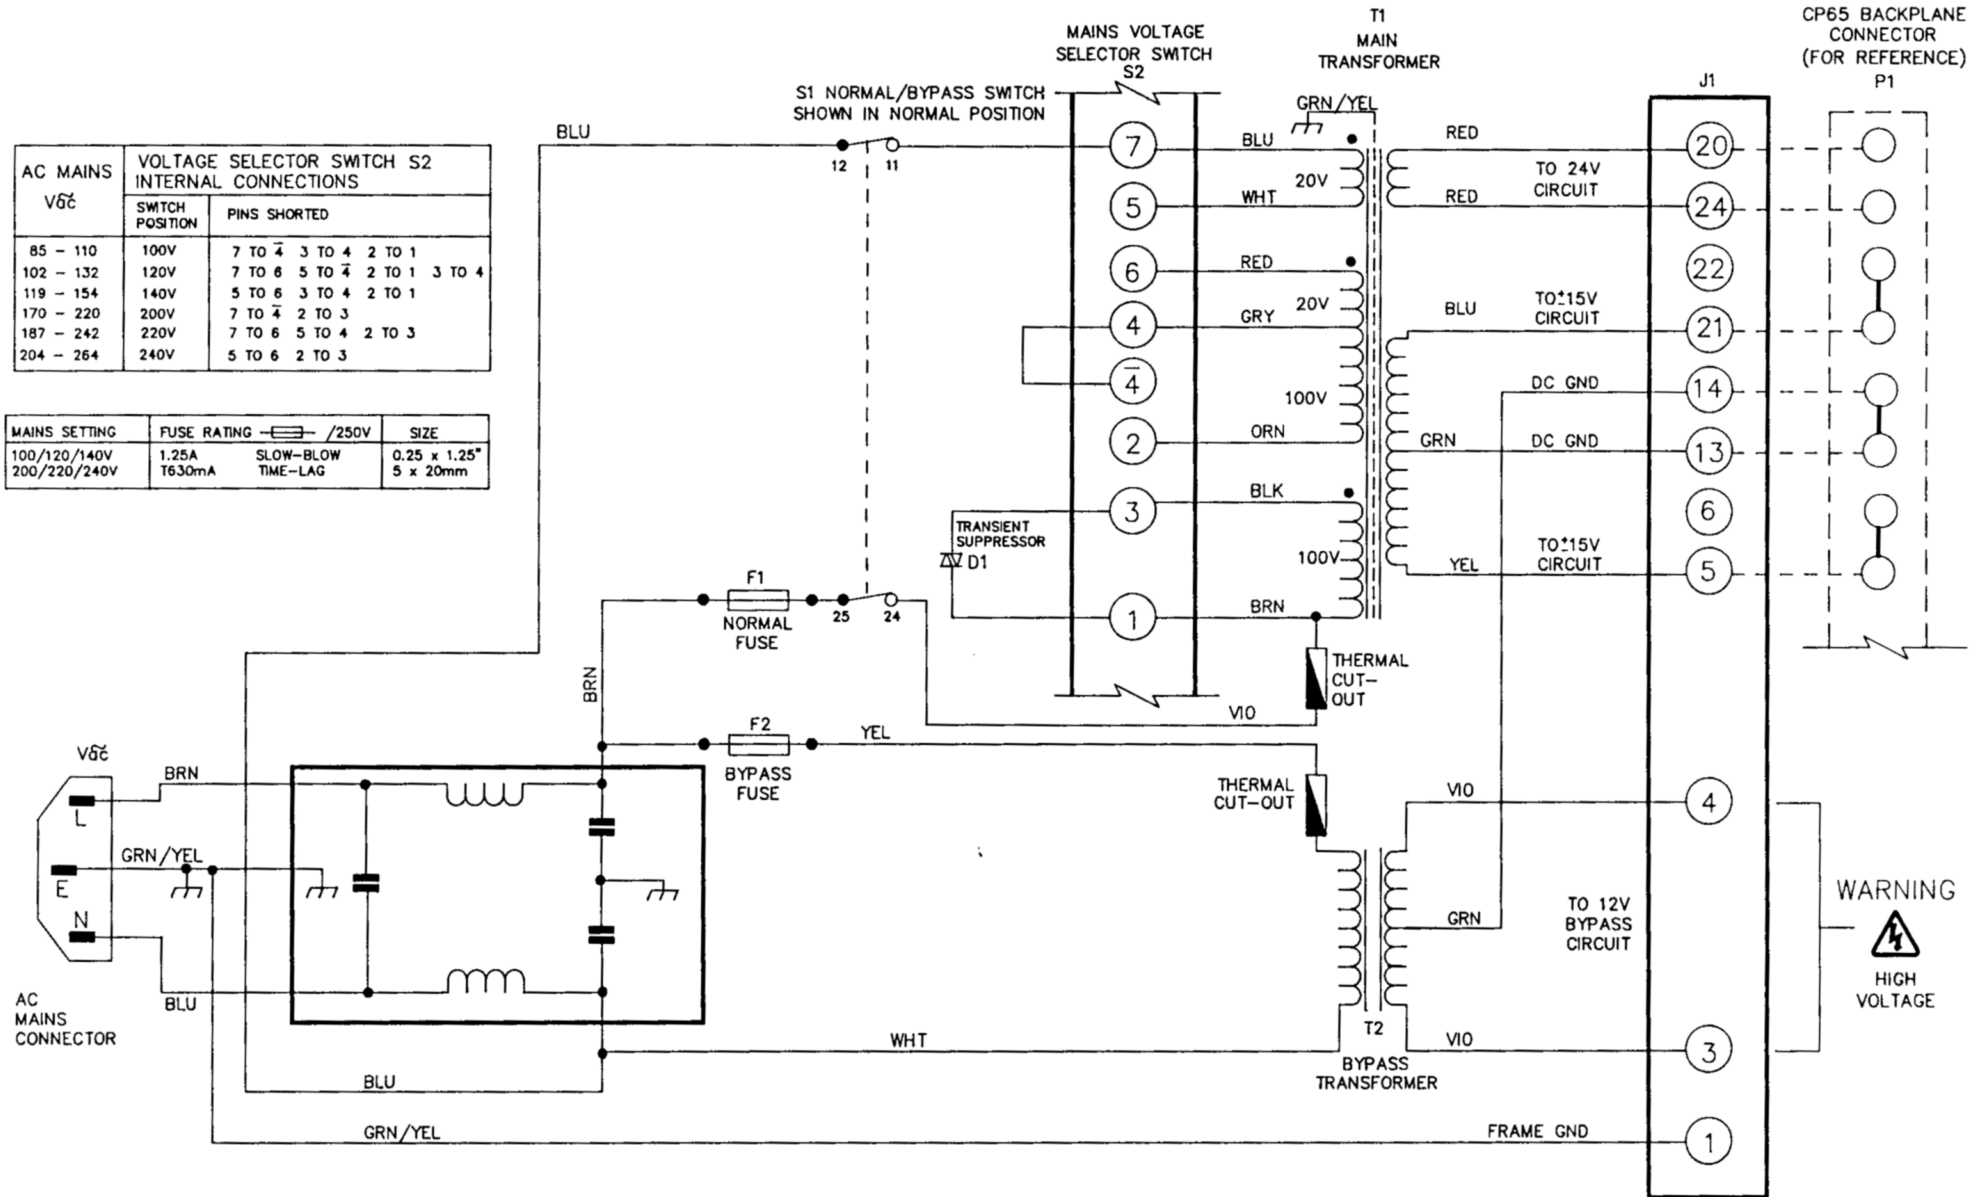 T1
MAIN
TRANSFORMER
CP65 BACKPLANE
CONNECTOR
(FOR REFERENCE)
P1
MAINS VOLTAGE
SELECTOR SWITCH
S2
J1
S1 NORMAL/BYPASS SWITCH
SHOWN IN NORMAL POSITION
GRN/YEL
BLU
12
11
7
BLU
20V
WHT
5
RED
20
TO 24V
CIRCUIT
RED
24
6
RED
20V
GRY
4
4̅
100V
ORN
2
22
BLU
TO±15V
CIRCUIT
21
DC GND
14
GRN
DC GND
13
BLK
3
100V
BRN
1
6
TO±15V
CIRCUIT
YEL
5
TRANSIENT
SUPPRESSOR
D1
AC MAINS
Vac
VOLTAGE SELECTOR SWITCH S2
INTERNAL CONNECTIONS
SWITCH
POSITION
PINS SHORTED
85 – 110 100V 7 TO 4̅ 3 TO 4 2 TO 1
102 – 132 120V 7 TO 6 5 TO 4̅ 2 TO 1 3 TO 4
119 – 154 140V 5 TO 6 3 TO 4 2 TO 1
170 – 220 200V 7 TO 4̅ 2 TO 3
187 – 242 220V 7 TO 6 5 TO 4 2 TO 3
204 – 264 240V 5 TO 6 2 TO 3
MAINS SETTING FUSE RATING /250V SIZE
100/120/140V 1.25A SLOW–BLOW 0.25 x 1.25"
200/220/240V T630mA TIME–LAG 5 x 20mm
F1
NORMAL
FUSE
25
24
BRN
THERMAL
CUT–
OUT
VIO
F2
BYPASS
FUSE
YEL
THERMAL
CUT–OUT
Vac
L
BRN
E
GRN/YEL
N
BLU
AC
MAINS
CONNECTOR
VIO
4
GRN
TO 12V
BYPASS
CIRCUIT
WARNING
HIGH
VOLTAGE
WHT
T2
BYPASS
TRANSFORMER
VIO
3
BLU
GRN/YEL
FRAME GND
1